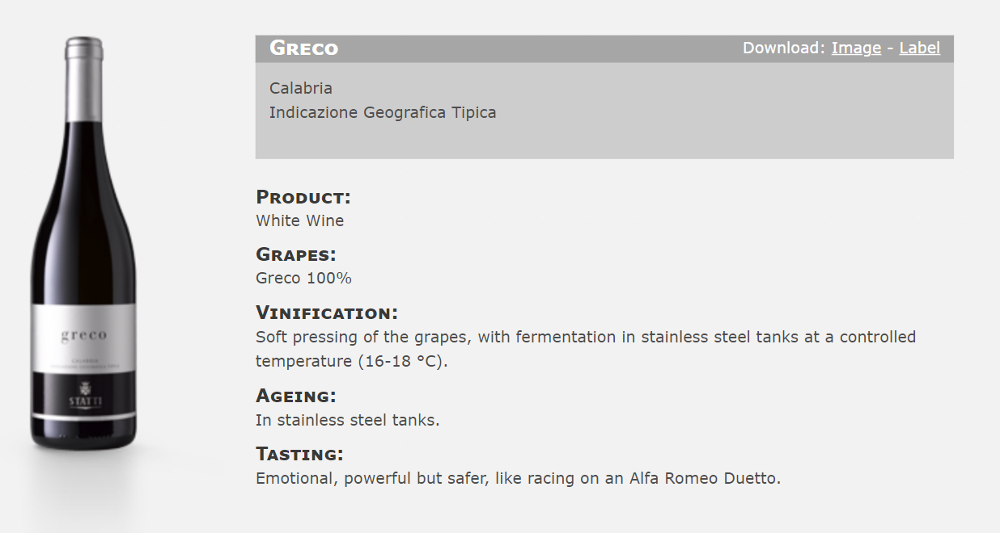 Greco
Download: Image - Label
Calabria
Indicazione Geografica Tipica
Product:
White Wine
Grapes:
Greco 100%
Vinification:
Soft pressing of the grapes, with fermentation in stainless steel tanks at a controlled
temperature (16-18 °C).
Ageing:
In stainless steel tanks.
Tasting:
Emotional, powerful but safer, like racing on an Alfa Romeo Duetto.
greco
CALABRIA
INDICAZIONE GEOGRAFICA TIPICA
STATTI